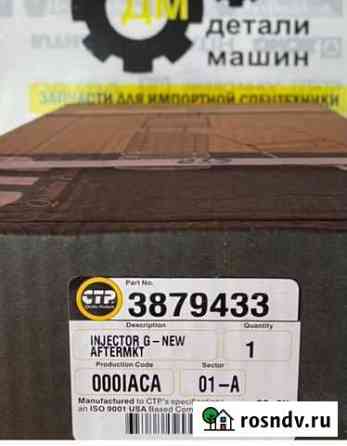 ДМ
детали
машин
ЗАПЧАСТИ ДЛЯ ИМПОРТНОЙ СПЕЦТЕХНИКИ
Part No.
CTP
3879433
Description
Quantity
INJECTOR G-NEW
AFTERMKT
1
Production Code
Sector
000IACA
01-A
Manufactured to CTP's specifications
an ISO 9001 USA Based Com
rosndv.ru